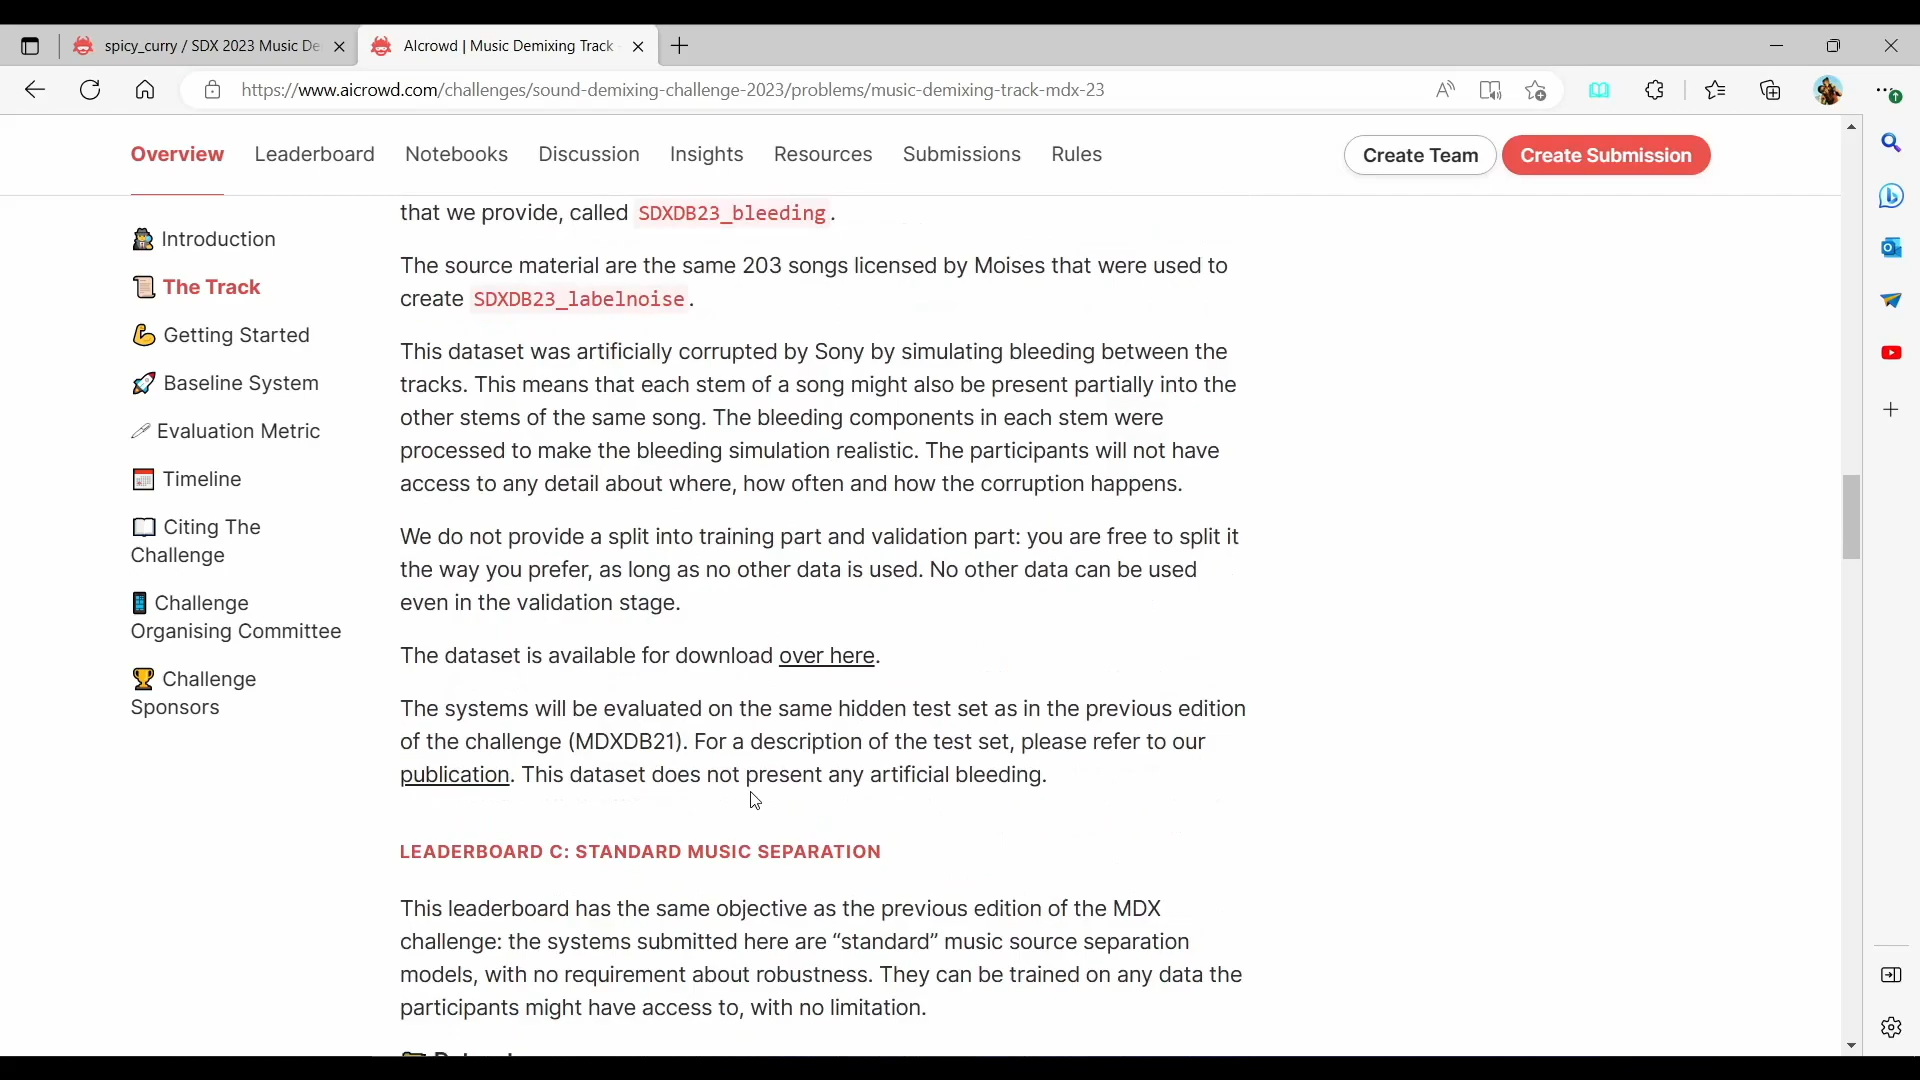 spicy_curry / SDX 2023 Music De
AIcrowd | Music Demixing Track
https://www.aicrowd.com/challenges/sound-demixing-challenge-2023/problems/music-demixing-track-mdx-23
Overview Leaderboard Notebooks Discussion Insights Resources Submissions Rules Create Team Create Submission
Introduction
The Track
Getting Started
Baseline System
Evaluation Metric
Timeline
Citing The
Challenge
Challenge
Organising Committee
Challenge
Sponsors
that we provide, called SDXDB23_bleeding.
The source material are the same 203 songs licensed by Moises that were used to
create SDXDB23_labelnoise.
This dataset was artificially corrupted by Sony by simulating bleeding between the
tracks. This means that each stem of a song might also be present partially into the
other stems of the same song. The bleeding components in each stem were
processed to make the bleeding simulation realistic. The participants will not have
access to any detail about where, how often and how the corruption happens.
We do not provide a split into training part and validation part: you are free to split it
the way you prefer, as long as no other data is used. No other data can be used
even in the validation stage.
The dataset is available for download over here.
The systems will be evaluated on the same hidden test set as in the previous edition
of the challenge (MDXDB21). For a description of the test set, please refer to our
publication. This dataset does not present any artificial bleeding.
LEADERBOARD C: STANDARD MUSIC SEPARATION
This leaderboard has the same objective as the previous edition of the MDX
challenge: the systems submitted here are “standard” music source separation
models, with no requirement about robustness. They can be trained on any data the
participants might have access to, with no limitation.